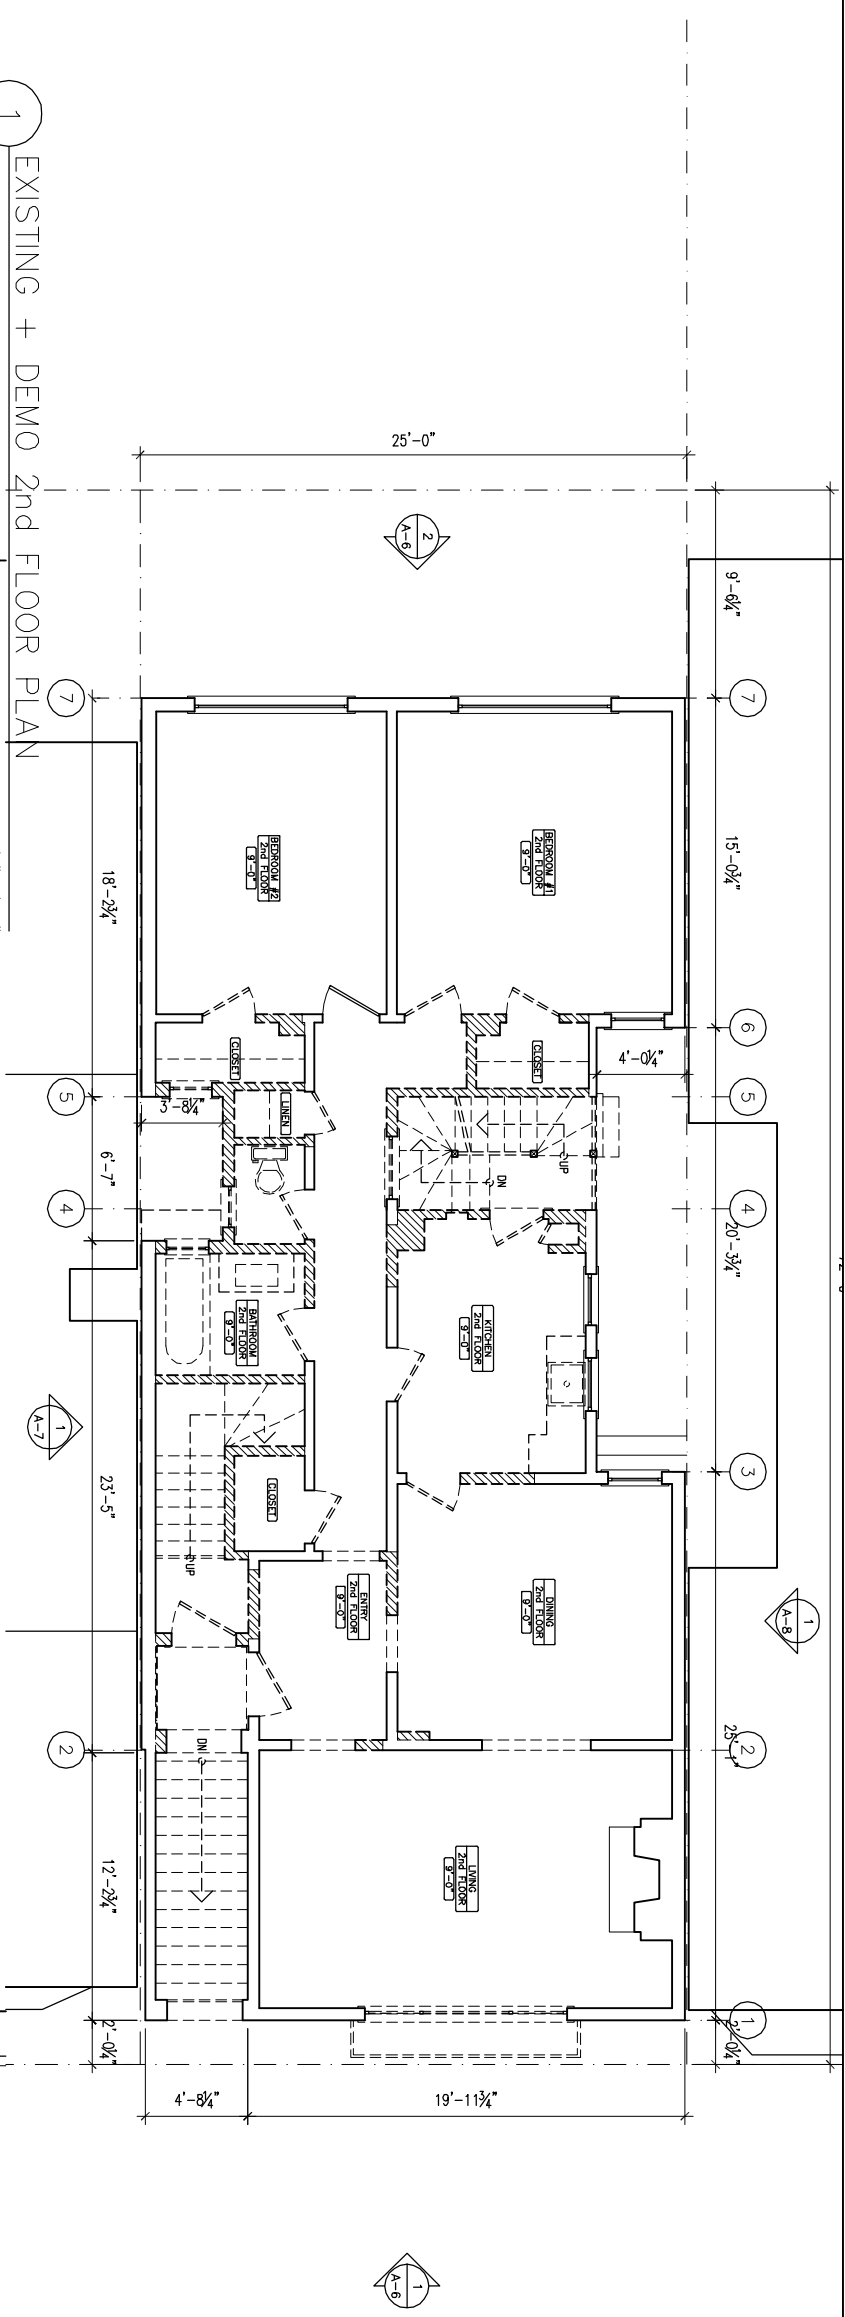 1
EXISTING + DEMO 2nd FLOOR PLAN
25'-0"
2
A-6
9'-6¼"
7
7
BEDROOM #2
2nd FLOOR
9'-0"
BEDROOM #1
2nd FLOOR
9'-0"
15'-0¾"
18'-2¾"
6
4'-0¼"
CLOSET
CLOSET
5
5
3'-8¼"
LINEN
UP
DN
6'-7"
4
4
20'-3¾"
BATHROOM
2nd FLOOR
9'-0"
KITCHEN
2nd FLOOR
9'-0"
1
A-7
3
CLOSET
23'-5"
UP
ENTRY
2nd FLOOR
9'-0"
DINING
2nd FLOOR
9'-0"
1
A-8
2
2
DN
LIVING
2nd FLOOR
9'-0"
12'-2¾"
1
2'-0¼"
2'-0¼"
4'-8¼"
19'-11¾"
1
A-6